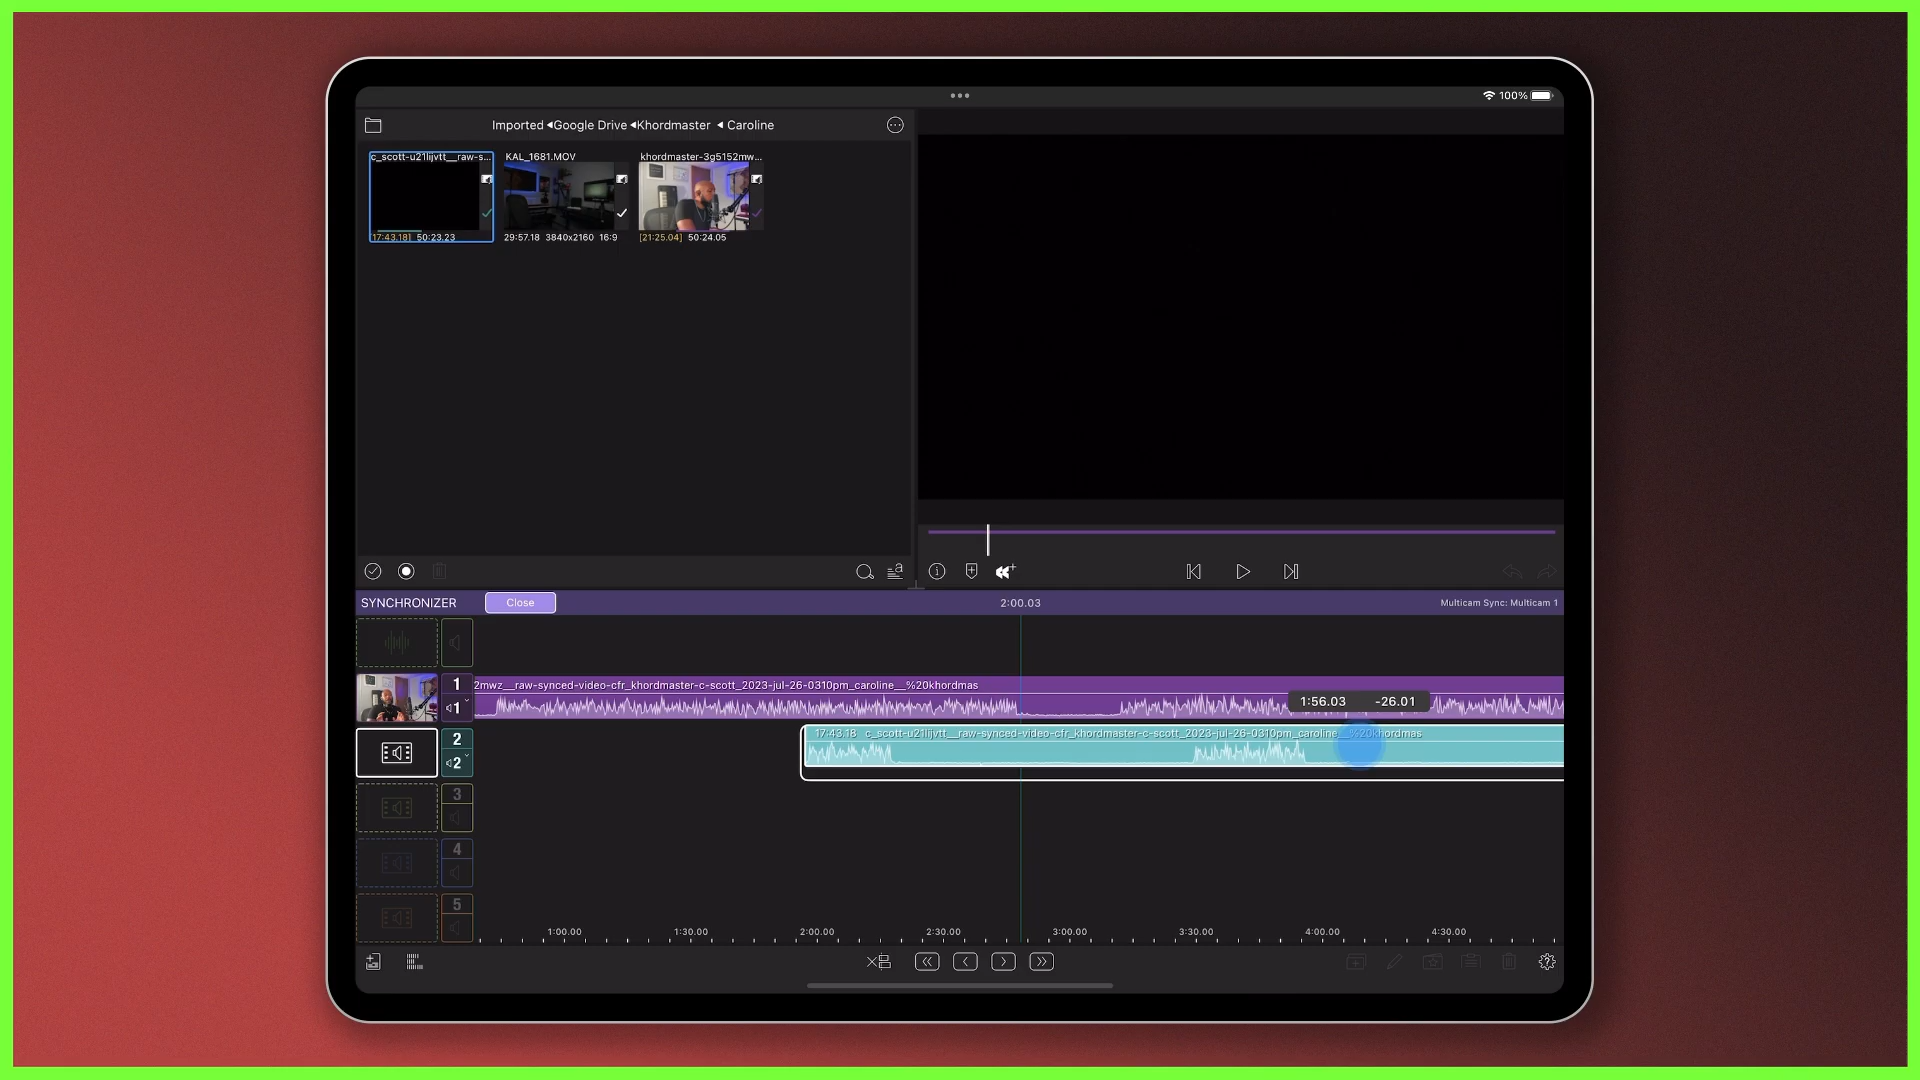 100%
Imported ◀Google Drive ◀Khordmaster ◀ Caroline
c_scott-u21lijvtt__raw-s...
KAL_1681.MOV
khordmaster-3g5152mw...
[17:43.18] 50:23.23
29:57.18 3840x2160 16:9
[21:25.04] 50:24.05
SYNCHRONIZER
Close
2:00.03
Multicam Sync: Multicam 1
1
1
2mwz__raw-synced-video-cfr_khordmaster-c-scott_2023-jul-26-0310pm_caroline__%20khordmas
1:56.03 -26.01
2
2
17:43.18 c_scott-u21lijvtt__raw-synced-video-cfr_khordmaster-c-scott_2023-jul-26-0310pm_caroline__%20khordmas
3
4
5
1:00.00 1:30.00 2:00.00 2:30.00 3:00.00 3:30.00 4:00.00 4:30.00